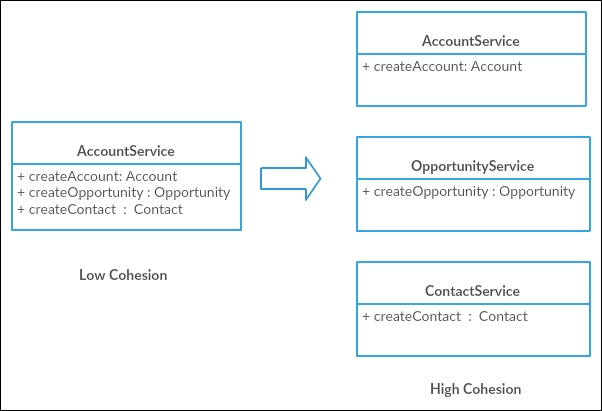 AccountService
+ createAccount: Account
+ createOpportunity : Opportunity
+ createContact  :  Contact
Low Cohesion
AccountService
+ createAccount: Account
OpportunityService
+ createOpportunity : Opportunity
ContactService
+ createContact  :  Contact
High Cohesion